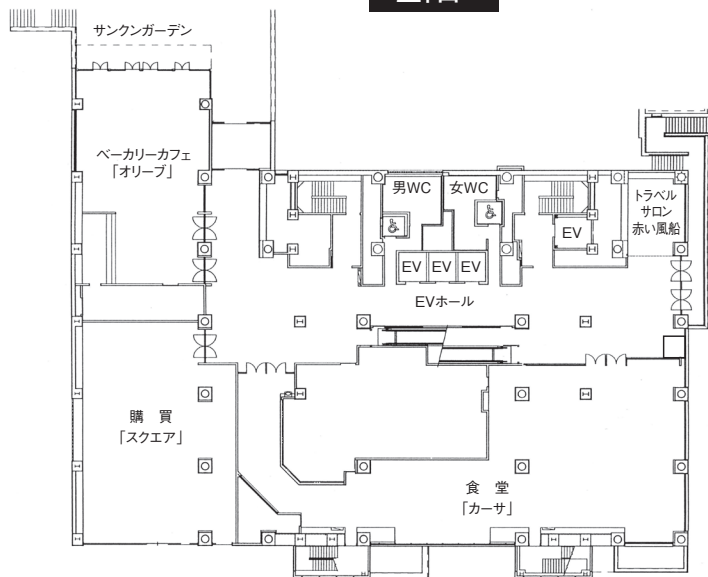 サンクンガーデン
ベーカリーカフェ
「オリーブ」
男WC
女WC
トラベル
サロン
赤い風船
EV
EV
EV
EV
EVホール
購 買
「スクエア」
食 堂
「カーサ」